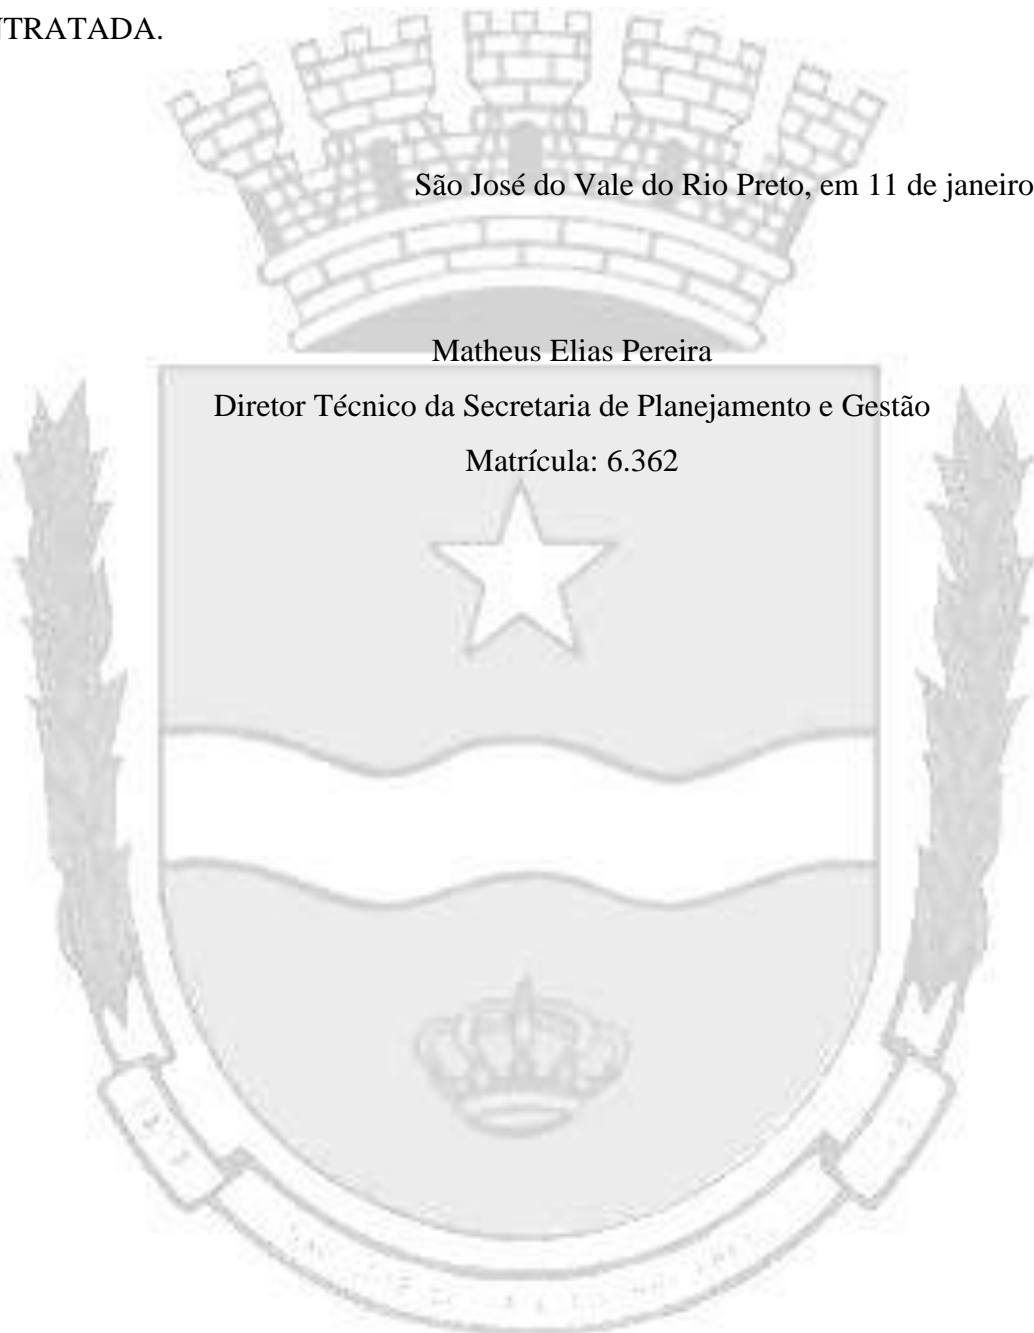 NTRATADA.
São José do Vale do Rio Preto, em 11 de janeiro
Matheus Elias Pereira
Diretor Técnico da Secretaria de Planejamento e Gestão
Matrícula: 6.362